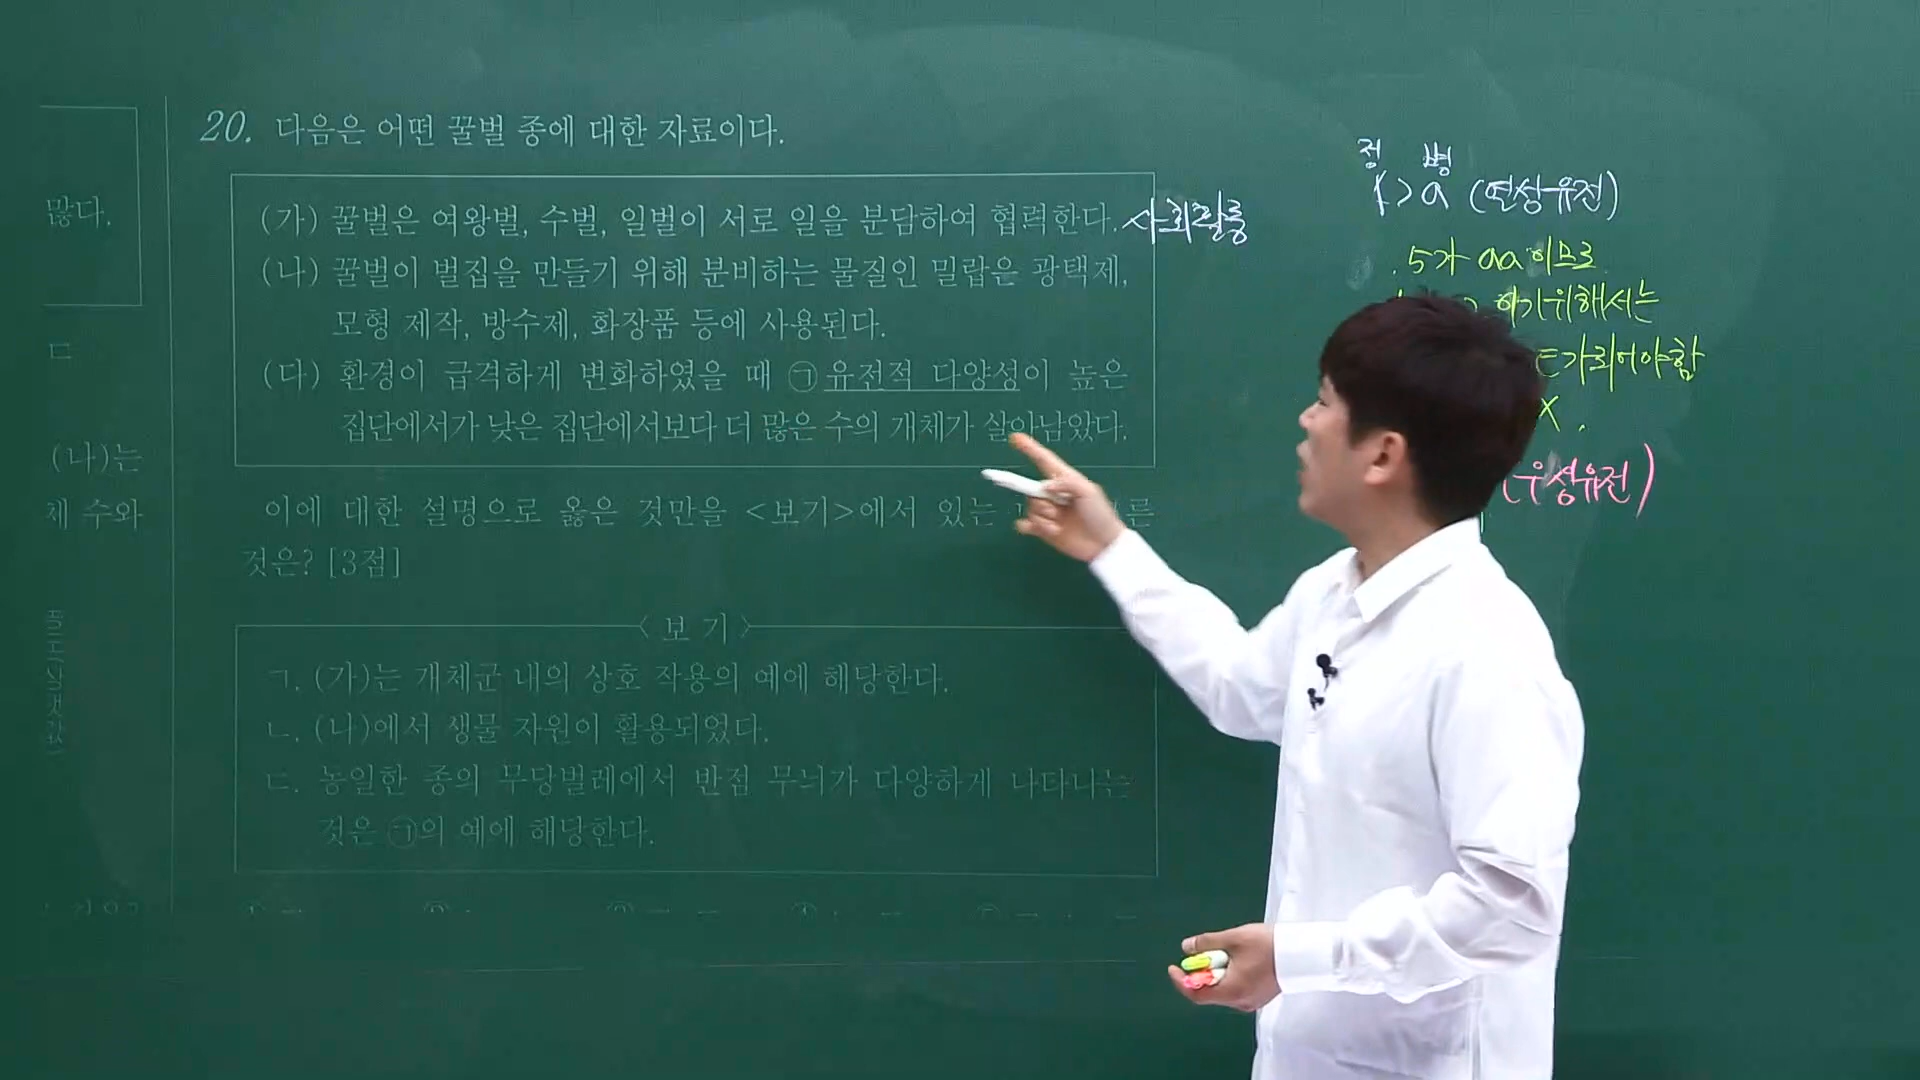 많다.
ㄷ
(나)는
체 수와
20. 다음은 어떤 꿀벌 종에 대한 자료이다.
(가) 꿀벌은 여왕벌, 수벌, 일벌이 서로 일을 분담하여 협력한다.
사회활동
(나) 꿀벌이 벌집을 만들기 위해 분비하는 물질인 밀랍은 광택제,
모형 제작, 방수제, 화장품 등에 사용된다.
(다) 환경이 급격하게 변화하였을 때 ㉠유전적 다양성이 높은
집단에서가 낮은 집단에서보다 더 많은 수의 개체가 살아남았다.
이에 대한 설명으로 옳은 것만을 <보기>에서 있는
것은? [3점]
<보 기>
ㄱ. (가)는 개체군 내의 상호 작용의 예에 해당한다.
ㄴ. (나)에서 생물 자원이 활용되었다.
ㄷ. 동일한 종의 무당벌레에서 반점 무늬가 다양하게 나타나는
것은 ㉠의 예에 해당한다.
정 병
>a (연성유전)
. 5가 aa이므로
하기위해서는
E가되어야함
X.
(우성유전)